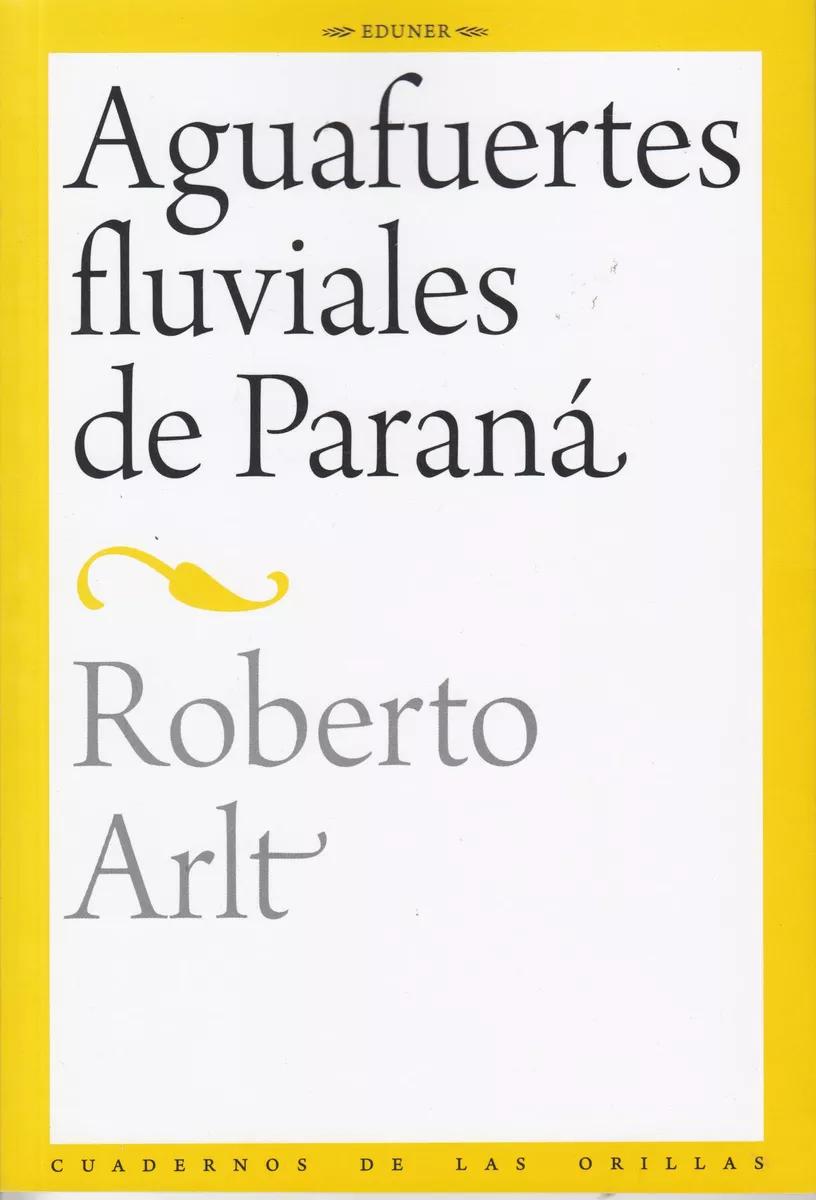 EDUNER
Aguafuertes
fluviales
de Paraná
Roberto
Arlt
CUADERNOS DE LAS ORILLAS